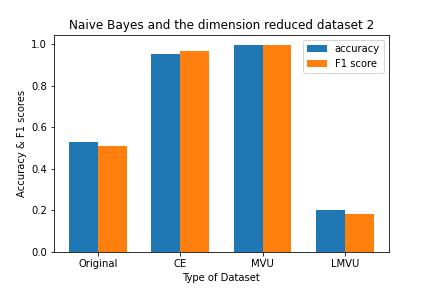 Naive Bayes and the dimension reduced dataset 2
accuracy
F1 score
Accuracy & F1 scores
1.0
0.8
0.6
0.4
0.2
0.0
Original CE MVU LMVU
Type of Dataset